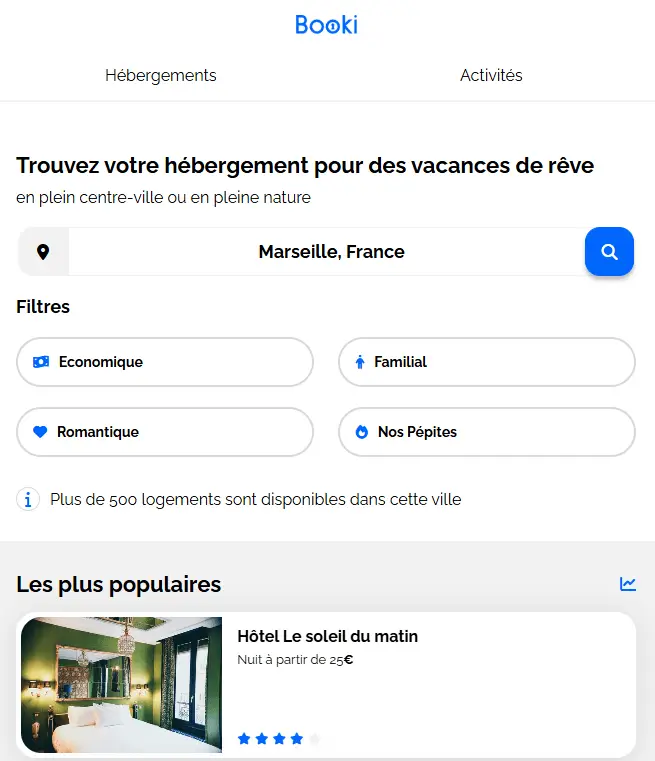 Booki
Hébergements
Activités
Trouvez votre hébergement pour des vacances de rêve
en plein centre-ville ou en pleine nature
Marseille, France
Filtres
Economique
Familial
Romantique
Nos Pépites
Plus de 500 logements sont disponibles dans cette ville
Les plus populaires
Hôtel Le soleil du matin
Nuit à partir de 25€